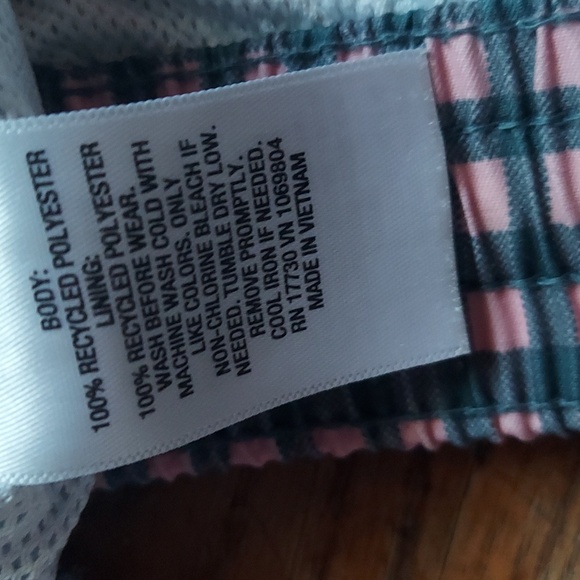 BODY:
100% RECYCLED POLYESTER
LINING:
100% RECYCLED POLYESTER
WASH BEFORE WEAR.
MACHINE WASH COLD WITH
LIKE COLORS. ONLY
NON-CHLORINE BLEACH IF
NEEDED. TUMBLE DRY LOW.
REMOVE PROMPTLY.
COOL IRON IF NEEDED.
RN 17730 VN 1069804
MADE IN VIETNAM